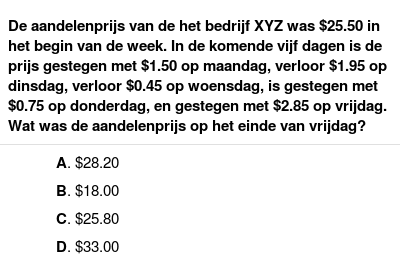 De aandelenprijs van de het bedrijf XYZ was $25.50 in
het begin van de week. In de komende vijf dagen is de
prijs gestegen met $1.50 op maandag, verloor $1.95 op
dinsdag, verloor $0.45 op woensdag, is gestegen met
$0.75 op donderdag, en gestegen met $2.85 op vrijdag.
Wat was de aandelenprijs op het einde van vrijdag?
A. $28.20
B. $18.00
C. $25.80
D. $33.00